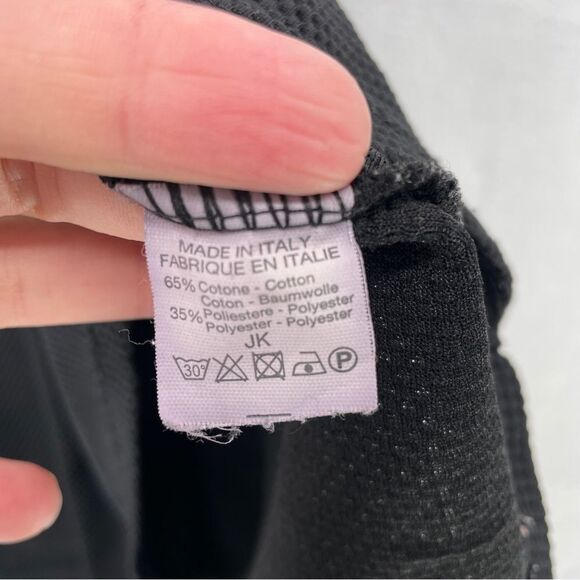 MADE IN ITALY
FABRIQUE EN ITALIE
65% Cotone - Cotton
Coton - Baumwolle
35% Poliestere - Polyester
Polyester - Polyester
JK
30° P